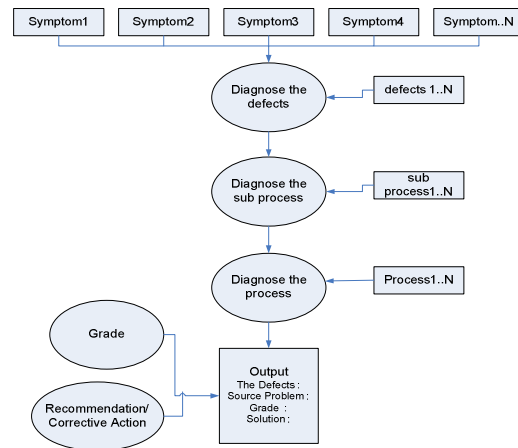 Symptom1
Symptom2
Symptom3
Symptom4
Symptom..N
Diagnose the
defects
defects 1..N
Diagnose the
sub process
sub
process1..N
Diagnose the
process
Process1..N
Grade
Recommendation/
Corrective Action
Output
The Defects :
Source Problem :
Grade :
Solution :